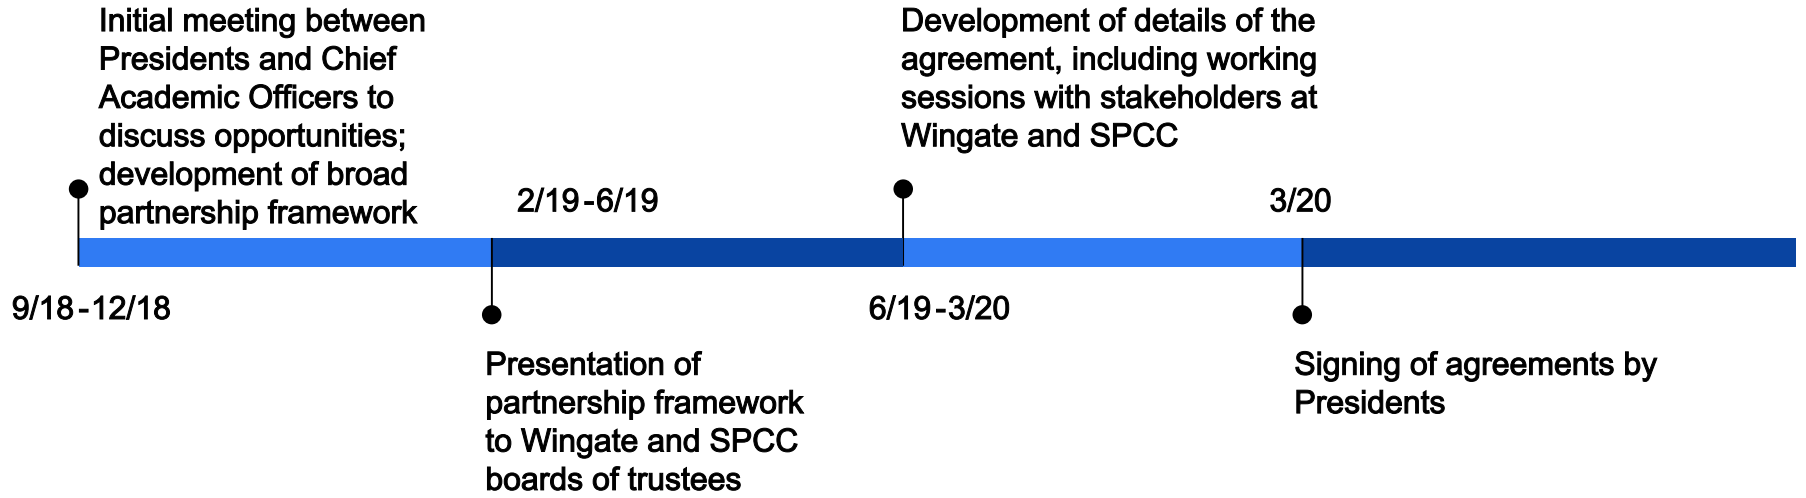 Initial meeting between
Presidents and Chief
Academic Officers to
discuss opportunities;
development of broad
partnership framework
9/18-12/18
2/19-6/19
Presentation of
partnership framework
to Wingate and SPCC
boards of trustees
Development of details of the
agreement, including working
sessions with stakeholders at
Wingate and SPCC
6/19-3/20
3/20
Signing of agreements by
Presidents